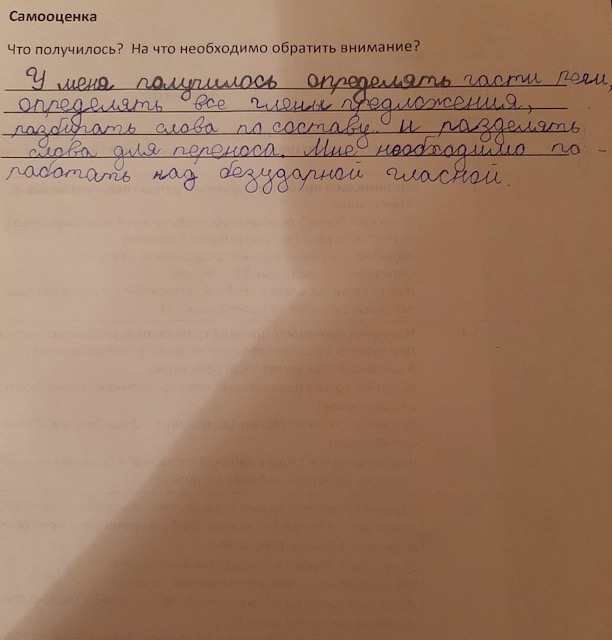 Самооценка
Что получилось? На что необходимо обратить внимание?
У меня получилось определять части речи,
определять все члены предложения,
разбирать слова по составу и разделять
слова для переноса. Мне необходимо по-
работать над безударной гласной.